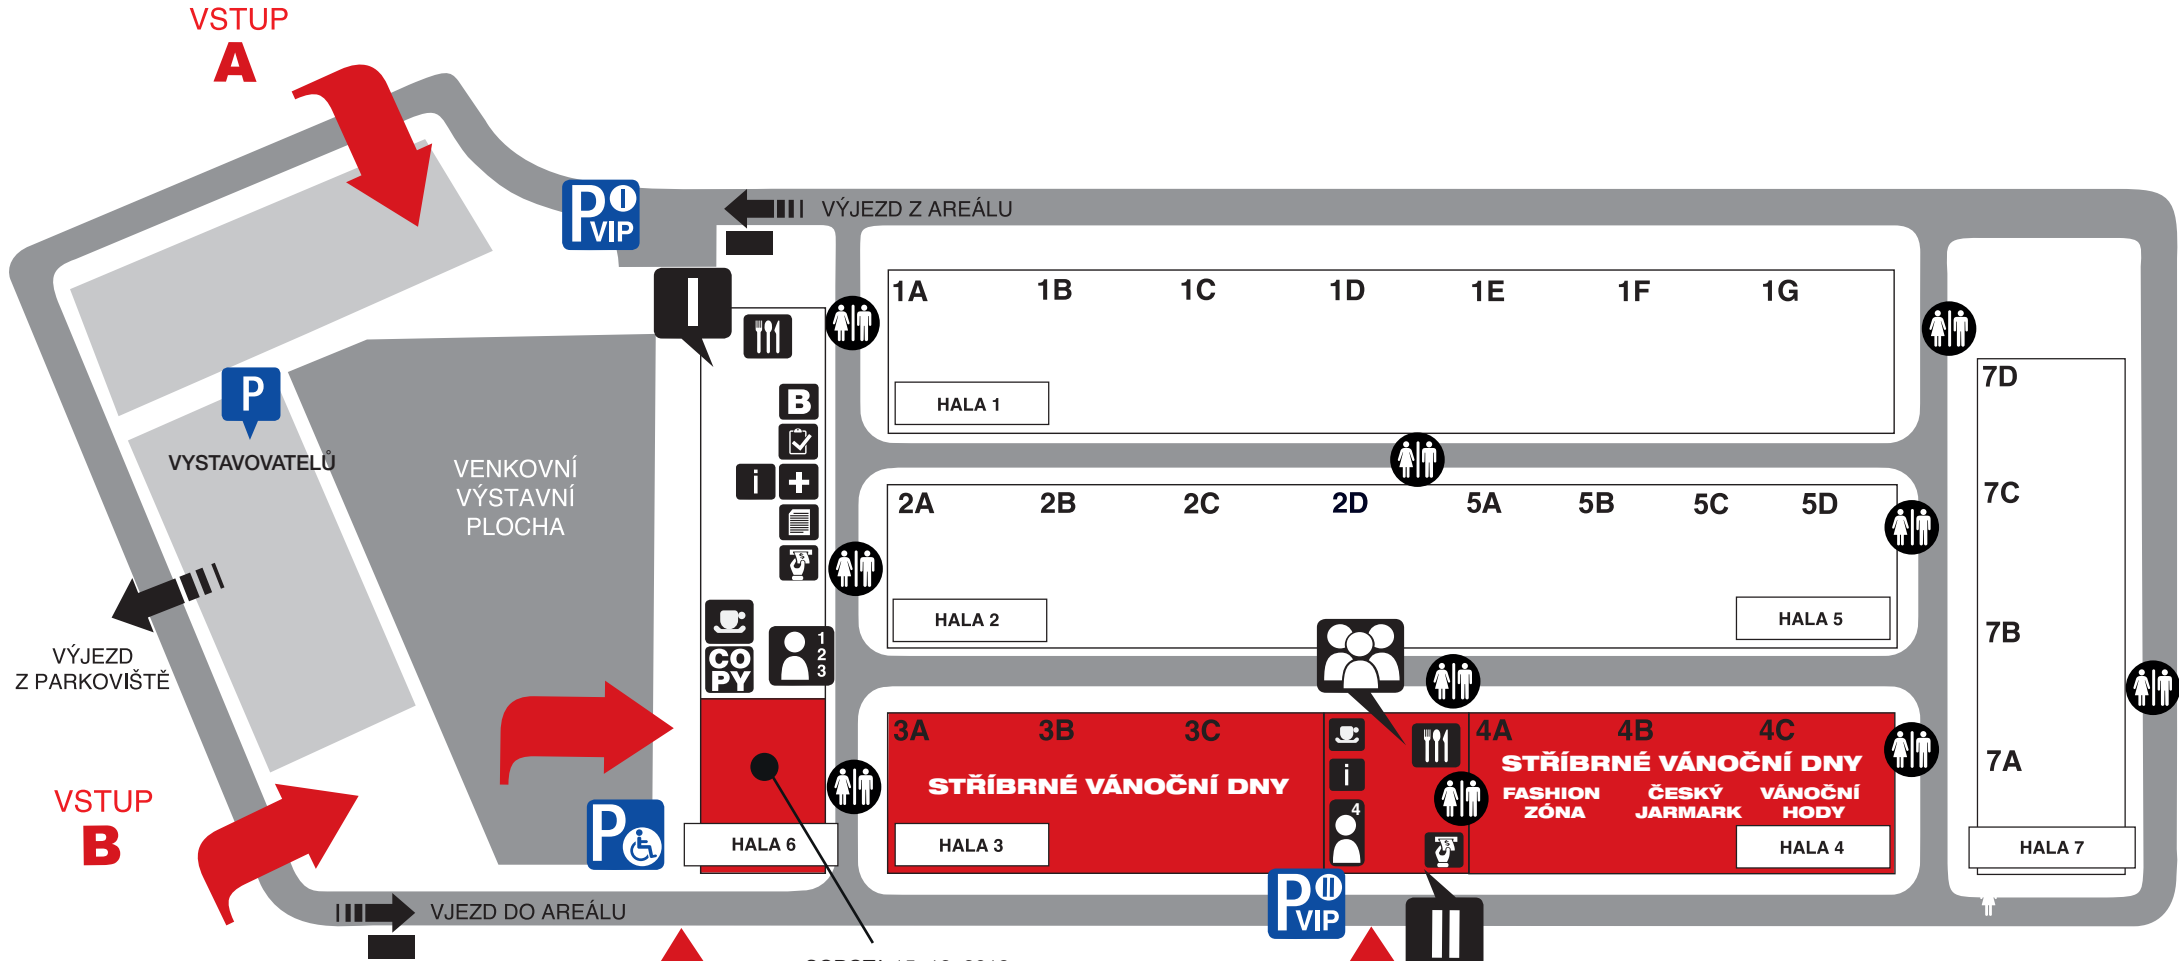 VSTUP
A
P I
VIP
VÝJEZD Z AREÁLU
I
1A 1B 1C 1D 1E 1F 1G
HALA 1
7D
P
VYSTAVOVATELŮ
VENKOVNÍ
VÝSTAVNÍ
PLOCHA
B
i
2A 2B 2C 2D 5A 5B 5C 5D
7C
HALA 2
HALA 5
7B
VÝJEZD
Z PARKOVIŠTĚ
CO
PY
1
2
3
3A 3B 3C
4A 4B 4C
STŘÍBRNÉ VÁNOČNÍ DNY
i
4
STŘÍBRNÉ VÁNOČNÍ DNY
FASHION
ZÓNA
ČESKÝ
JARMARK
VÁNOČNÍ
HODY
7A
VSTUP
B
P
HALA 6
HALA 3
HALA 4
HALA 7
P II
VIP
II
VJEZD DO AREÁLU